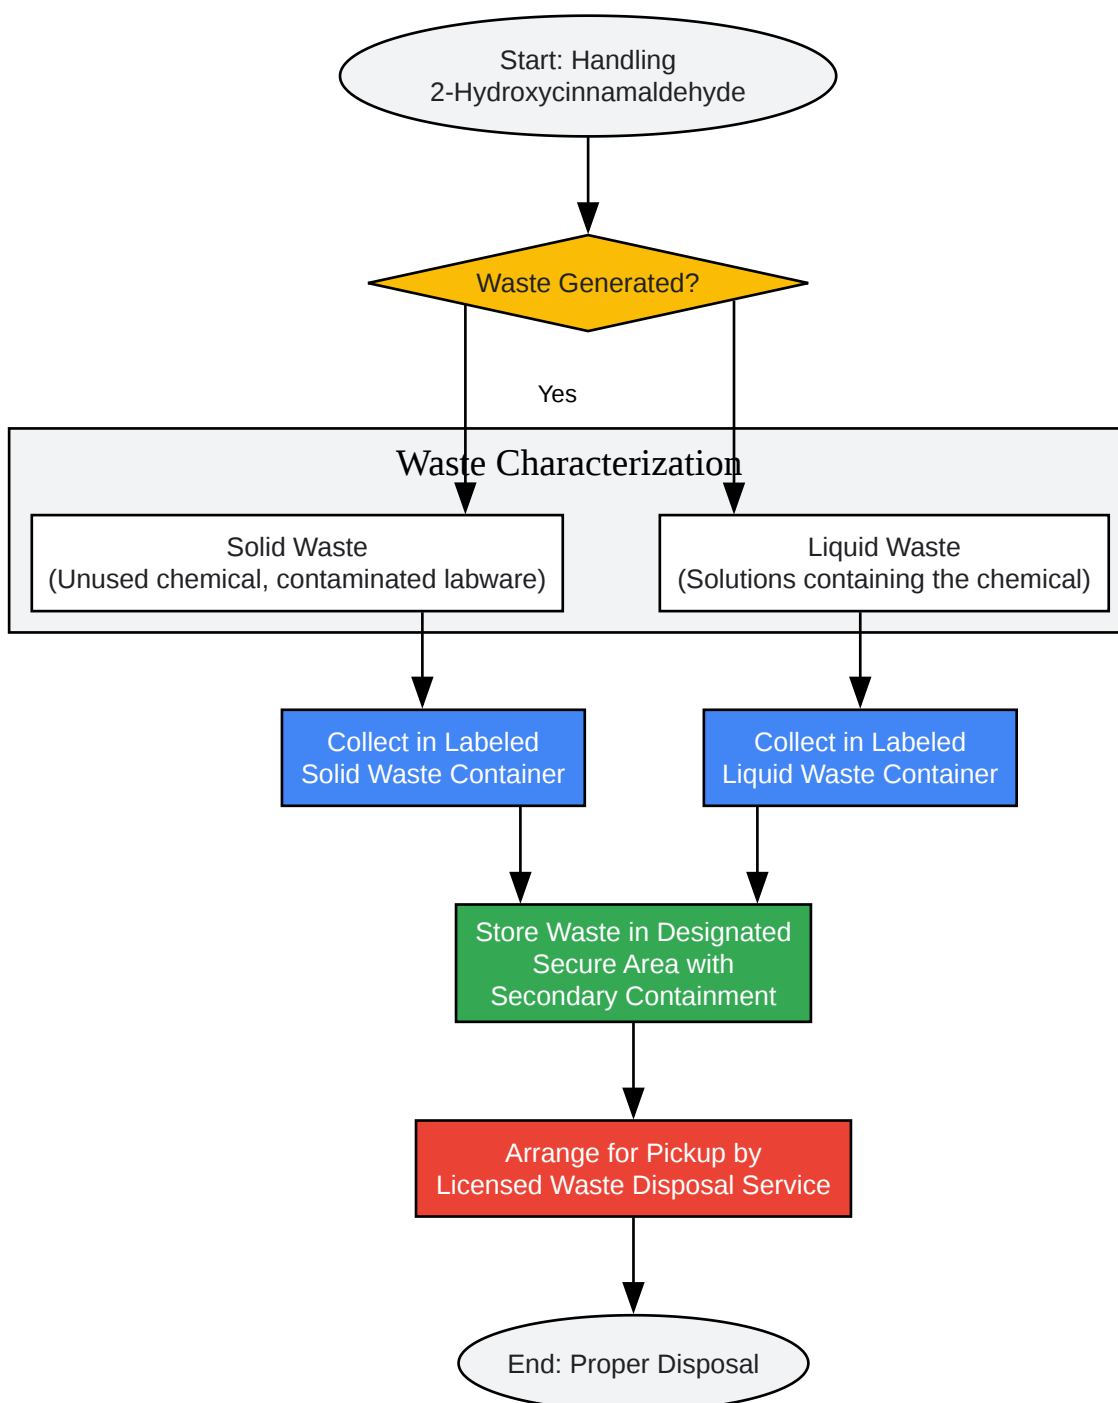 Start: Handling
2-Hydroxycinnamaldehyde
Waste Generated?
Yes
Waste Characterization
Solid Waste
(Unused chemical, contaminated labware)
Liquid Waste
(Solutions containing the chemical)
Collect in Labeled
Solid Waste Container
Collect in Labeled
Liquid Waste Container
Store Waste in Designated
Secure Area with
Secondary Containment
Arrange for Pickup by
Licensed Waste Disposal Service
End: Proper Disposal